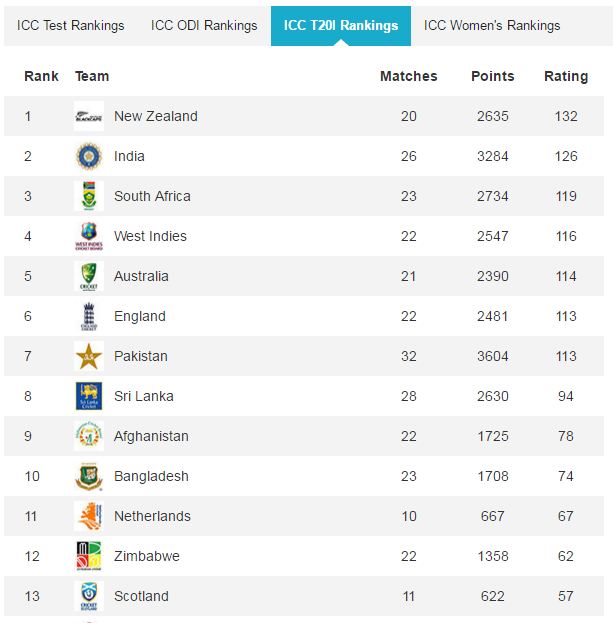 ICC Test Rankings ICC ODI Rankings ICC T20I Rankings ICC Women's Rankings
Rank Team Matches Points Rating
1 BLACKCAPS New Zealand 20 2635 132
2 India 26 3284 126
3 South Africa 23 2734 119
4 West Indies 22 2547 116
5 Australia 21 2390 114
6 England 22 2481 113
7 Pakistan 32 3604 113
8 Sri Lanka 28 2630 94
9 Afghanistan 22 1725 78
10 Bangladesh 23 1708 74
11 Netherlands 10 667 67
12 Zimbabwe 22 1358 62
13 Scotland 11 622 57